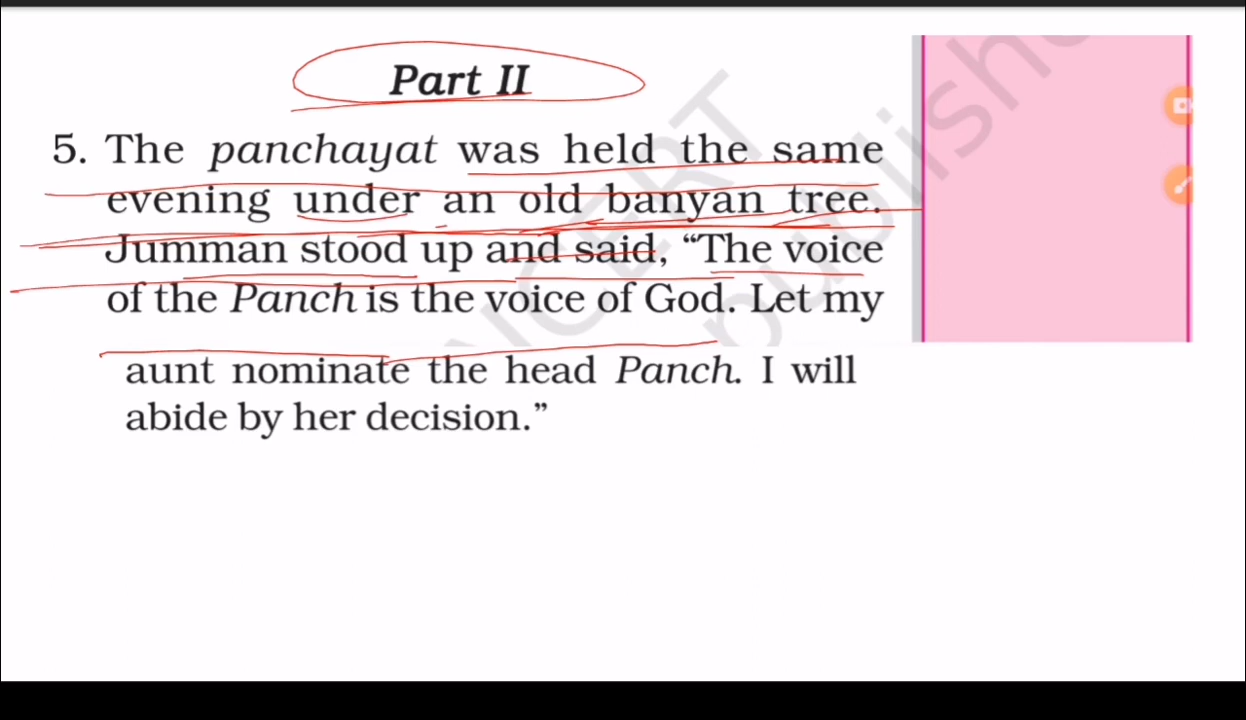 Part II
5. The panchayat was held the same
evening under an old banyan tree.
Jumman stood up and said, “The voice
of the Panch is the voice of God. Let my
aunt nominate the head Panch. I will
abide by her decision.”